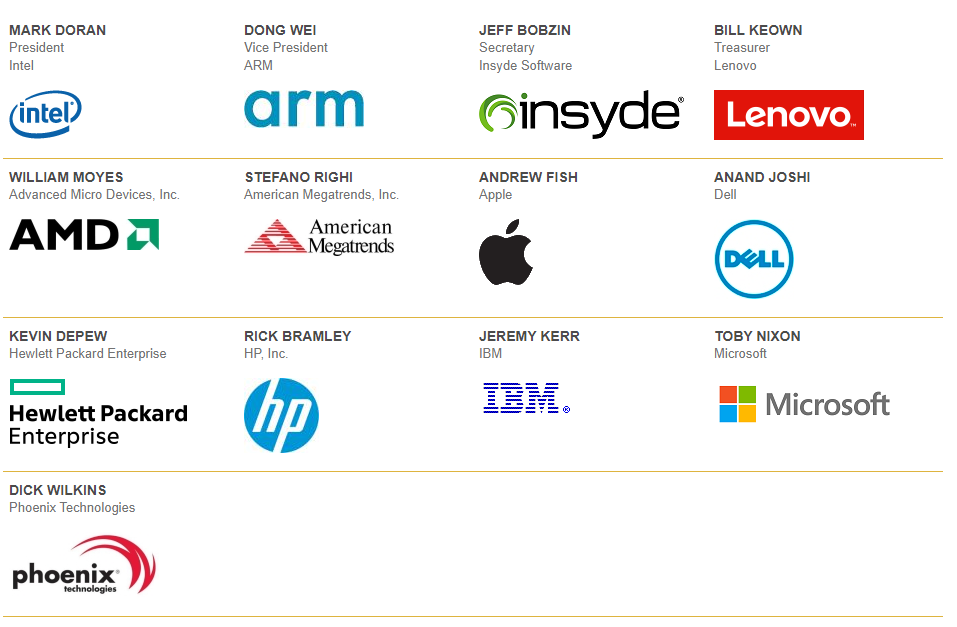 MARK DORAN
President
Intel
intel
DONG WEI
Vice President
ARM
arm
JEFF BOBZIN
Secretary
Insyde Software
insyde®
BILL KEOWN
Treasurer
Lenovo
Lenovo™
WILLIAM MOYES
Advanced Micro Devices, Inc.
AMD
STEFANO RIGHI
American Megatrends, Inc.
American
Megatrends
ANDREW FISH
Apple
ANAND JOSHI
Dell
DELL
KEVIN DEPEW
Hewlett Packard Enterprise
Hewlett Packard
Enterprise
RICK BRAMLEY
HP, Inc.
hp
JEREMY KERR
IBM
IBM®
TOBY NIXON
Microsoft
Microsoft
DICK WILKINS
Phoenix Technologies
phoenix®
technologies